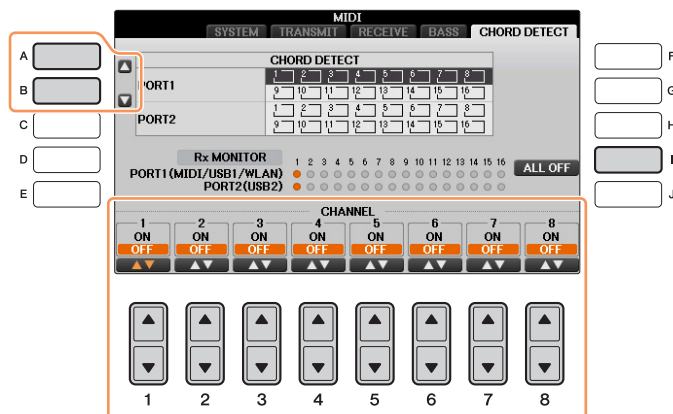 MIDI
SYSTEM TRANSMIT RECEIVE BASS CHORD DETECT
A
B
C
D
E
CHORD DETECT
PORT1
1 2 3 4 5 6 7 8
9 10 11 12 13 14 15 16
PORT2
1 2 3 4 5 6 7 8
9 10 11 12 13 14 15 16
Rx MONITOR 1 2 3 4 5 6 7 8 9 10 11 12 13 14 15 16
PORT1(MIDI/USB1/WLAN)
PORT2(USB2)
ALL OFF
F
G
H
I
J
CHANNEL
1 2 3 4 5 6 7 8
ON ON ON ON ON ON ON ON
OFF OFF OFF OFF OFF OFF OFF OFF
1 2 3 4 5 6 7 8